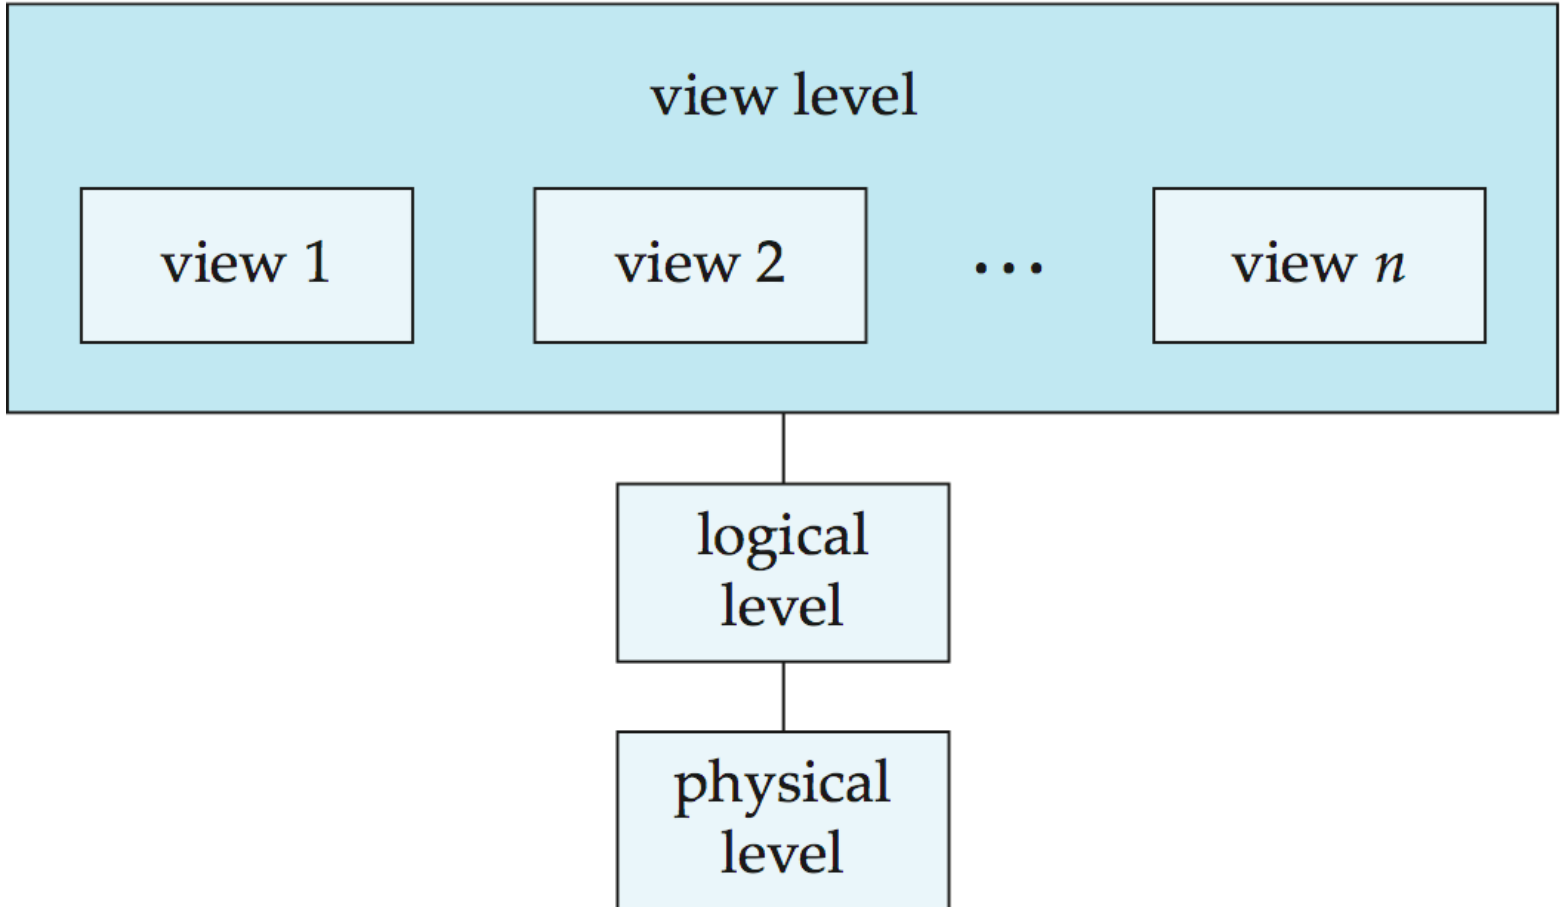 view level
view 1
view 2
...
view n
logical
level
physical
level